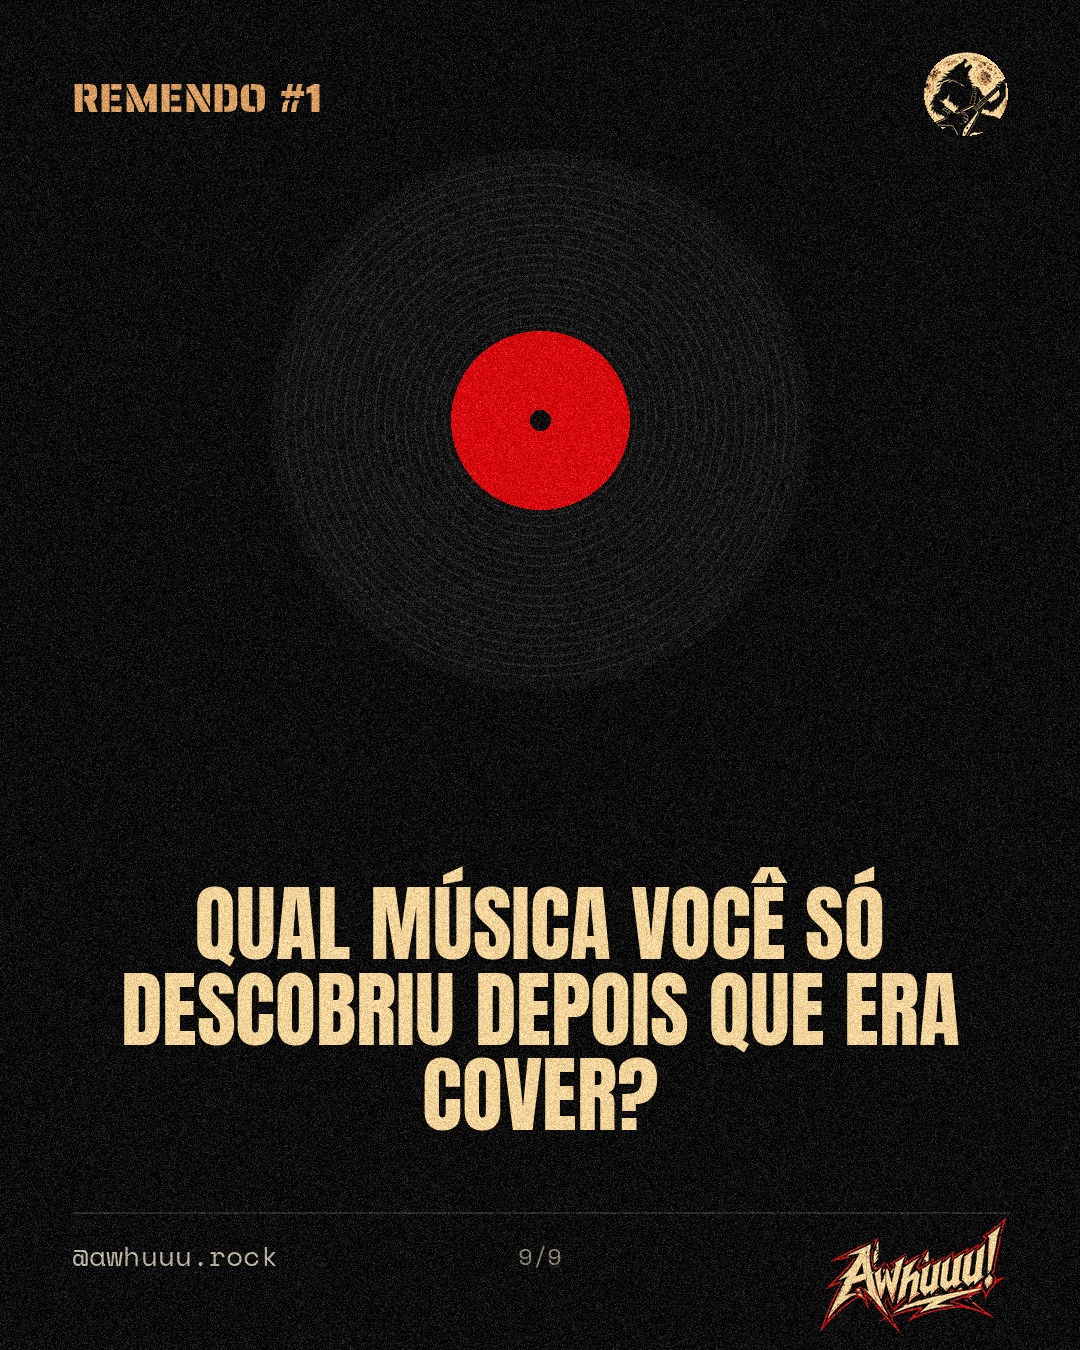 REMENDO #1
QUAL MÚSICA VOCÊ SÓ
DESCOBRIU DEPOIS QUE ERA
COVER?
@awhuuu.rock
9/9
Awhuuu!